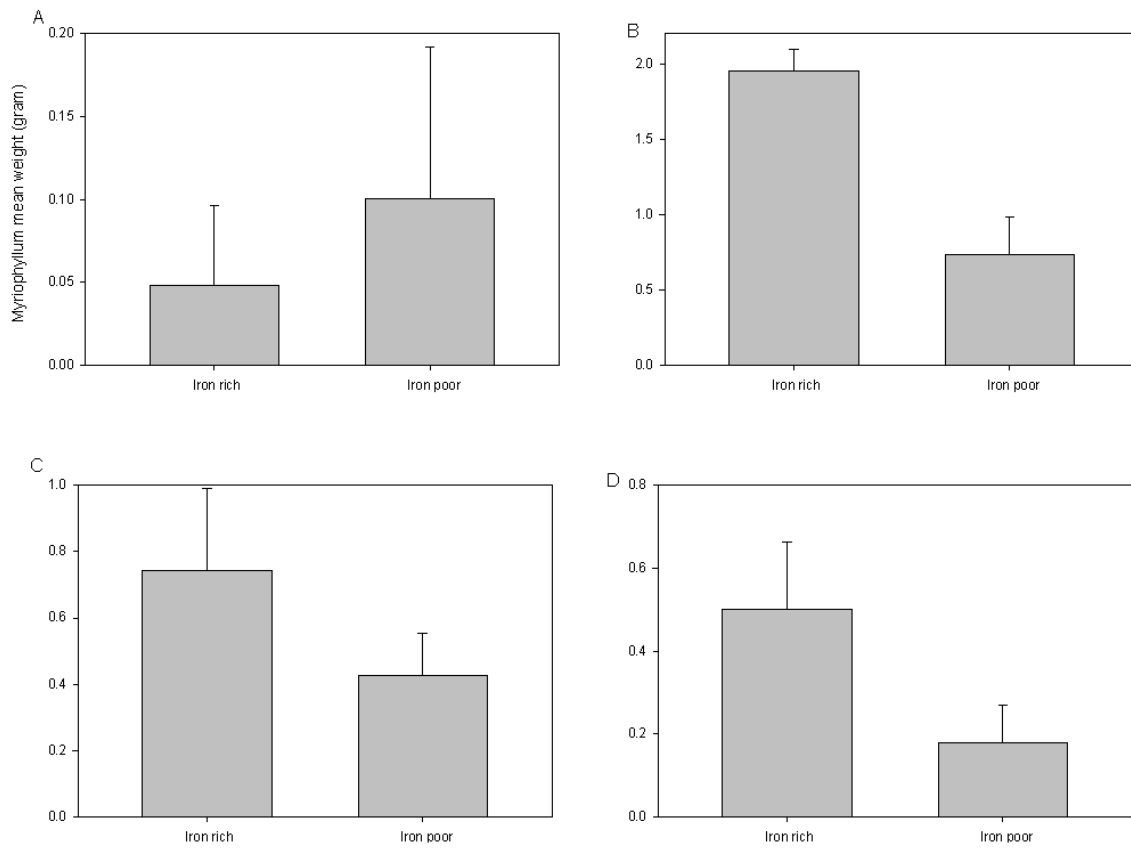 A
Myriophyllum mean weight (gram)
0.20
0.15
0.10
0.05
0.00
Iron rich Iron poor
B
2.0
1.5
1.0
0.5
0.0
Iron rich Iron poor
C
1.0
0.8
0.6
0.4
0.2
0.0
Iron rich Iron poor
D
0.8
0.6
0.4
0.2
0.0
Iron rich Iron poor